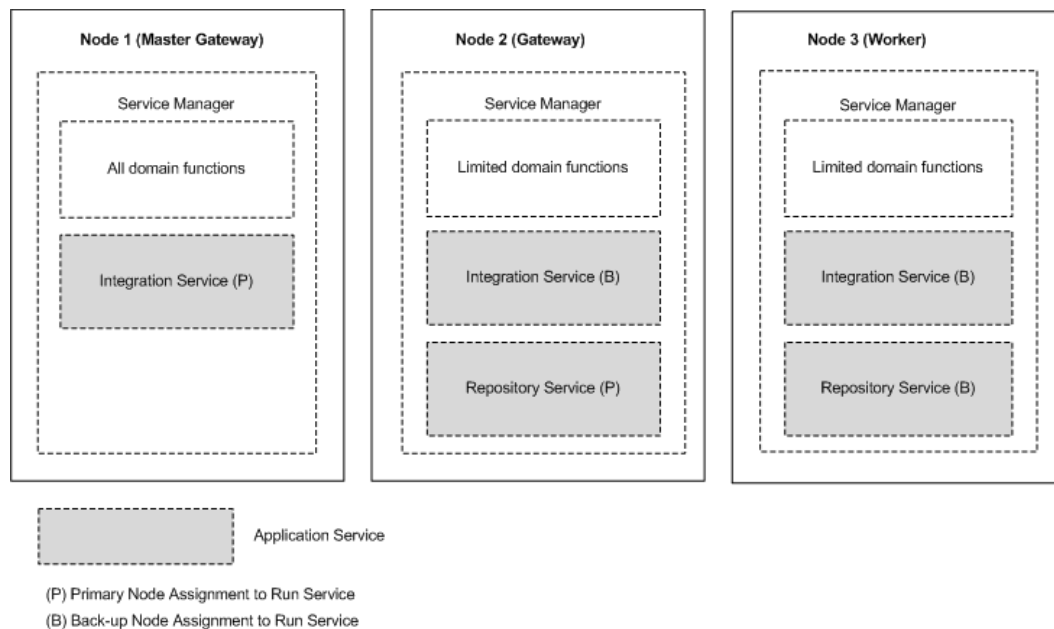 Node 1 (Master Gateway)
Service Manager
All domain functions
Integration Service (P)
Node 2 (Gateway)
Service Manager
Limited domain functions
Integration Service (B)
Repository Service (P)
Node 3 (Worker)
Service Manager
Limited domain functions
Integration Service (B)
Repository Service (B)
Application Service
(P) Primary Node Assignment to Run Service
(B) Back-up Node Assignment to Run Service